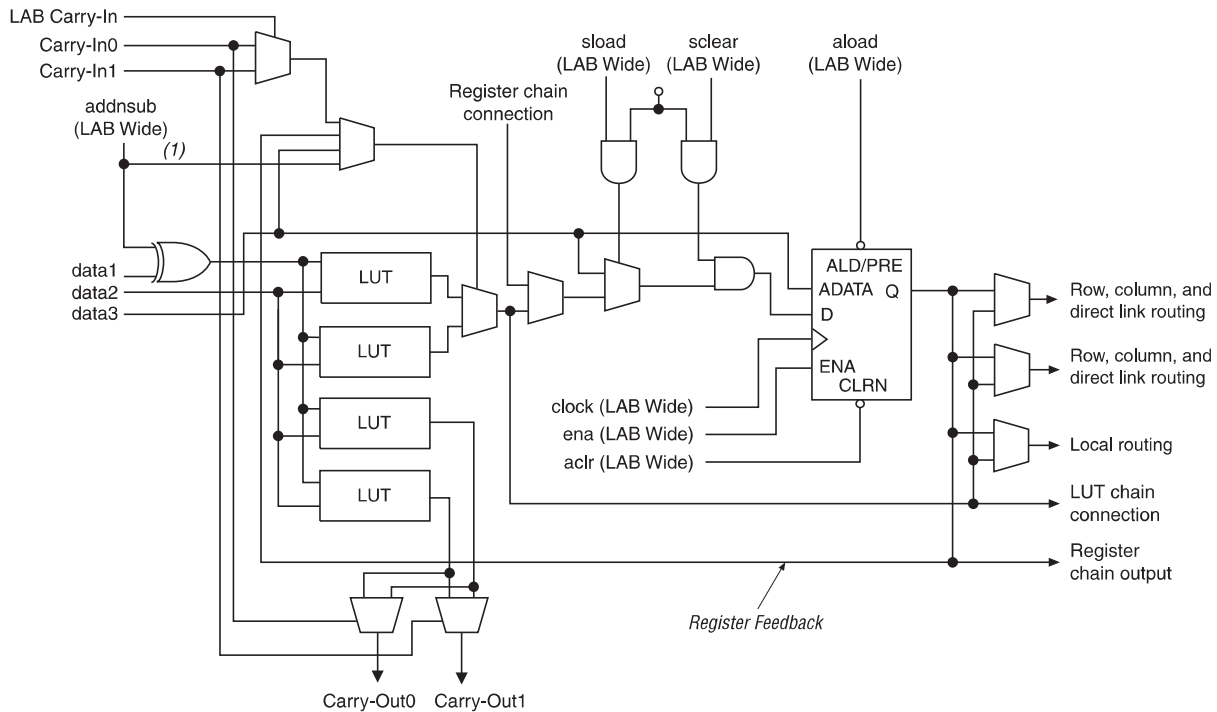 LAB Carry-In
Carry-In0
Carry-In1
addnsub
(LAB Wide)
(1)
Register chain
connection
sload
(LAB Wide)
sclear
(LAB Wide)
aload
(LAB Wide)
data1
data2
data3
LUT
LUT
LUT
LUT
ALD/PRE
ADATA
Q
D
ENA
CLRN
clock (LAB Wide)
ena (LAB Wide)
aclr (LAB Wide)
Row, column, and
direct link routing
Row, column, and
direct link routing
Local routing
LUT chain
connection
Register
chain output
Register Feedback
Carry-Out0
Carry-Out1